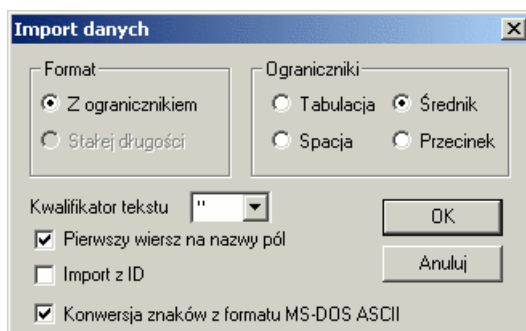 Import danych
Format
Z ogranicznikiem
Stałej długości
Ograniczniki
Tabulacja
Średnik
Spacja
Przecinek
Kwalifikator tekstu "
Pierwszy wiersz na nazwy pól
Import z ID
Konwersja znaków z formatu MS-DOS ASCII
OK
Anuluj